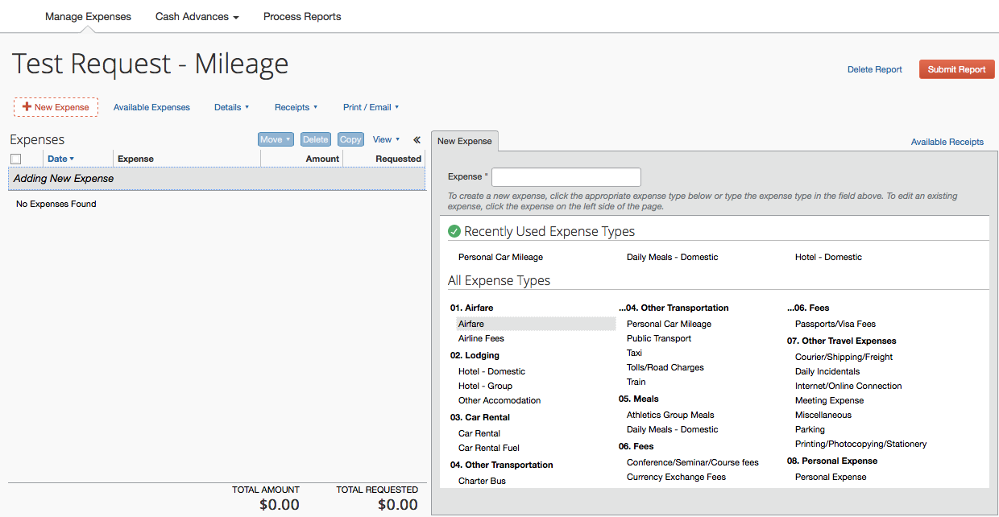 Manage Expenses Cash Advances Process Reports
Test Request - Mileage
Delete Report Submit Report
New Expense Available Expenses Details Receipts Print / Email
Expenses Move Delete Copy View «
Date Expense Amount Requested
Adding New Expense
No Expenses Found
TOTAL AMOUNT TOTAL REQUESTED
$0.00 $0.00
New Expense
Available Receipts
Expense *
To create a new expense, click the appropriate expense type below or type the expense type in the field above. To edit an existing
expense, click the expense on the left side of the page.
Recently Used Expense Types
Personal Car Mileage Daily Meals - Domestic Hotel - Domestic
All Expense Types
01. Airfare
Airfare
Airline Fees
02. Lodging
Hotel - Domestic
Hotel - Group
Other Accomodation
03. Car Rental
Car Rental
Car Rental Fuel
04. Other Transportation
Charter Bus
...04. Other Transportation
Personal Car Mileage
Public Transport
Taxi
Tolls/Road Charges
Train
05. Meals
Athletics Group Meals
Daily Meals - Domestic
06. Fees
Conference/Seminar/Course fees
Currency Exchange Fees
...06. Fees
Passports/Visa Fees
07. Other Travel Expenses
Courier/Shipping/Freight
Daily Incidentals
Internet/Online Connection
Meeting Expense
Miscellaneous
Parking
Printing/Photocopying/Stationery
08. Personal Expense
Personal Expense